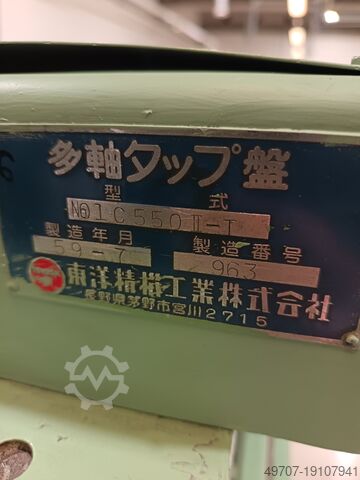 多軸タップ盤
型 式
N01C550Ⅱ-T
製造年月 製造番号
59-7 963
東洋精機工業株式会社
長野県茅野市宮川2715
49707-19107941